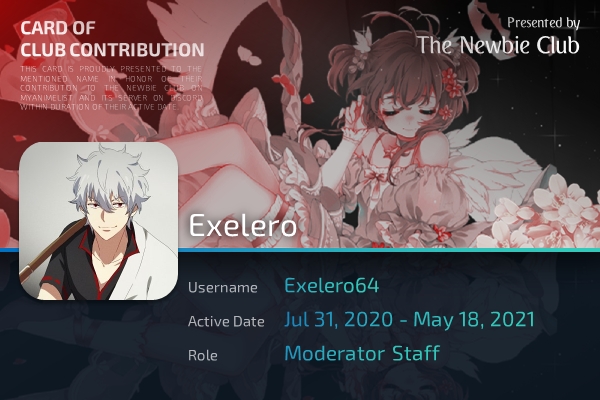 CARD OF
CLUB CONTRIBUTION
THIS CARD IS PROUDLY PRESENTED TO THE
MENTIONED NAME IN HONOR OF THEIR
CONTRIBUTION TO THE NEWBIE CLUB ON
MYANIMELIST AND ITS SERVER ON DISCORD
WITHIN DURATION OF THEIR ACTIVE DATE
Presented by
The Newbie Club
Exelero
Username Exelero64
Active Date Jul 31, 2020 - May 18, 2021
Role Moderator Staff